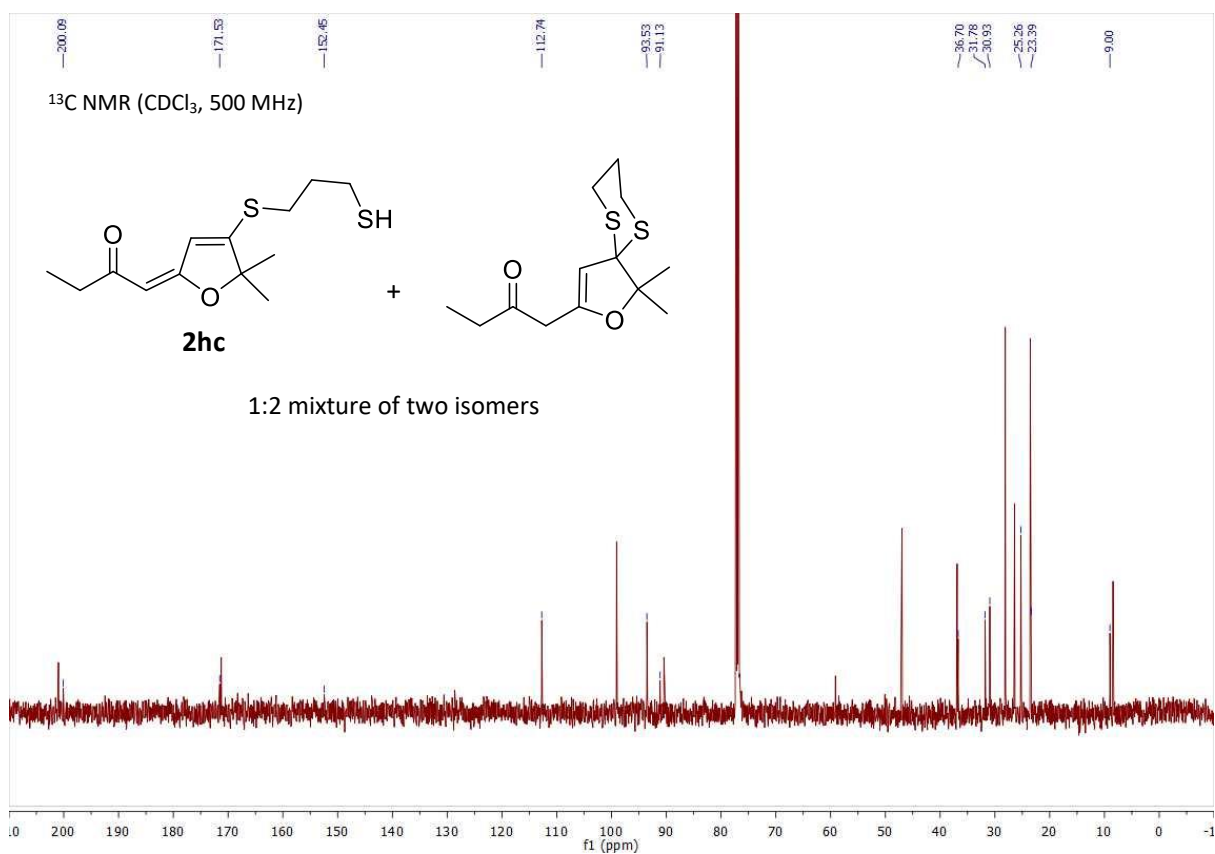 —200.09 —171.53 —152.45 —112.74 —93.53 —91.13 36.70 31.78 30.93 25.26 23.39 —9.00
¹³C NMR (CDCl₃, 500 MHz)
S
SH
O
O
2hc
+
S
S
O
O
1:2 mixture of two isomers
10 200 190 180 170 160 150 140 130 120 110 100 90 80 70 60 50 40 30 20 10 0 -1
f1 (ppm)